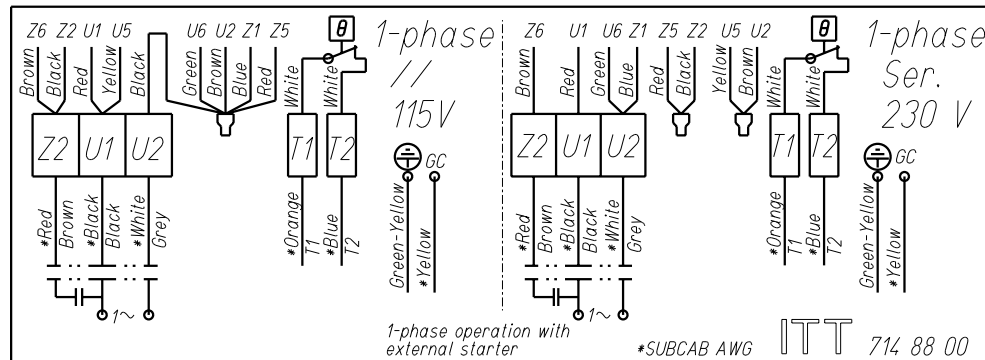 Z6 Z2 U1 U5 U6 U2 Z1 Z5 θ
Brown Black Red Yellow Black Green Brown Blue Red White White
1-phase
//
115V
Z2 U1 U2 T1 T2
GC
*Red Brown *Black Black *White Grey *Orange T1 *Blue T2 Green-Yellow *Yellow
1~
1-phase operation with
external starter
Z6 U1 U6 Z1 Z5 Z2 U5 U2 θ
Brown Red Green Blue Red Black Yellow Brown White White
1-phase
Ser.
230 V
Z2 U1 U2 T1 T2
GC
*Red Brown *Black Black *White Grey *Orange T1 *Blue T2 Green-Yellow *Yellow
1~
*SUBCAB AWG ITT 714 88 00